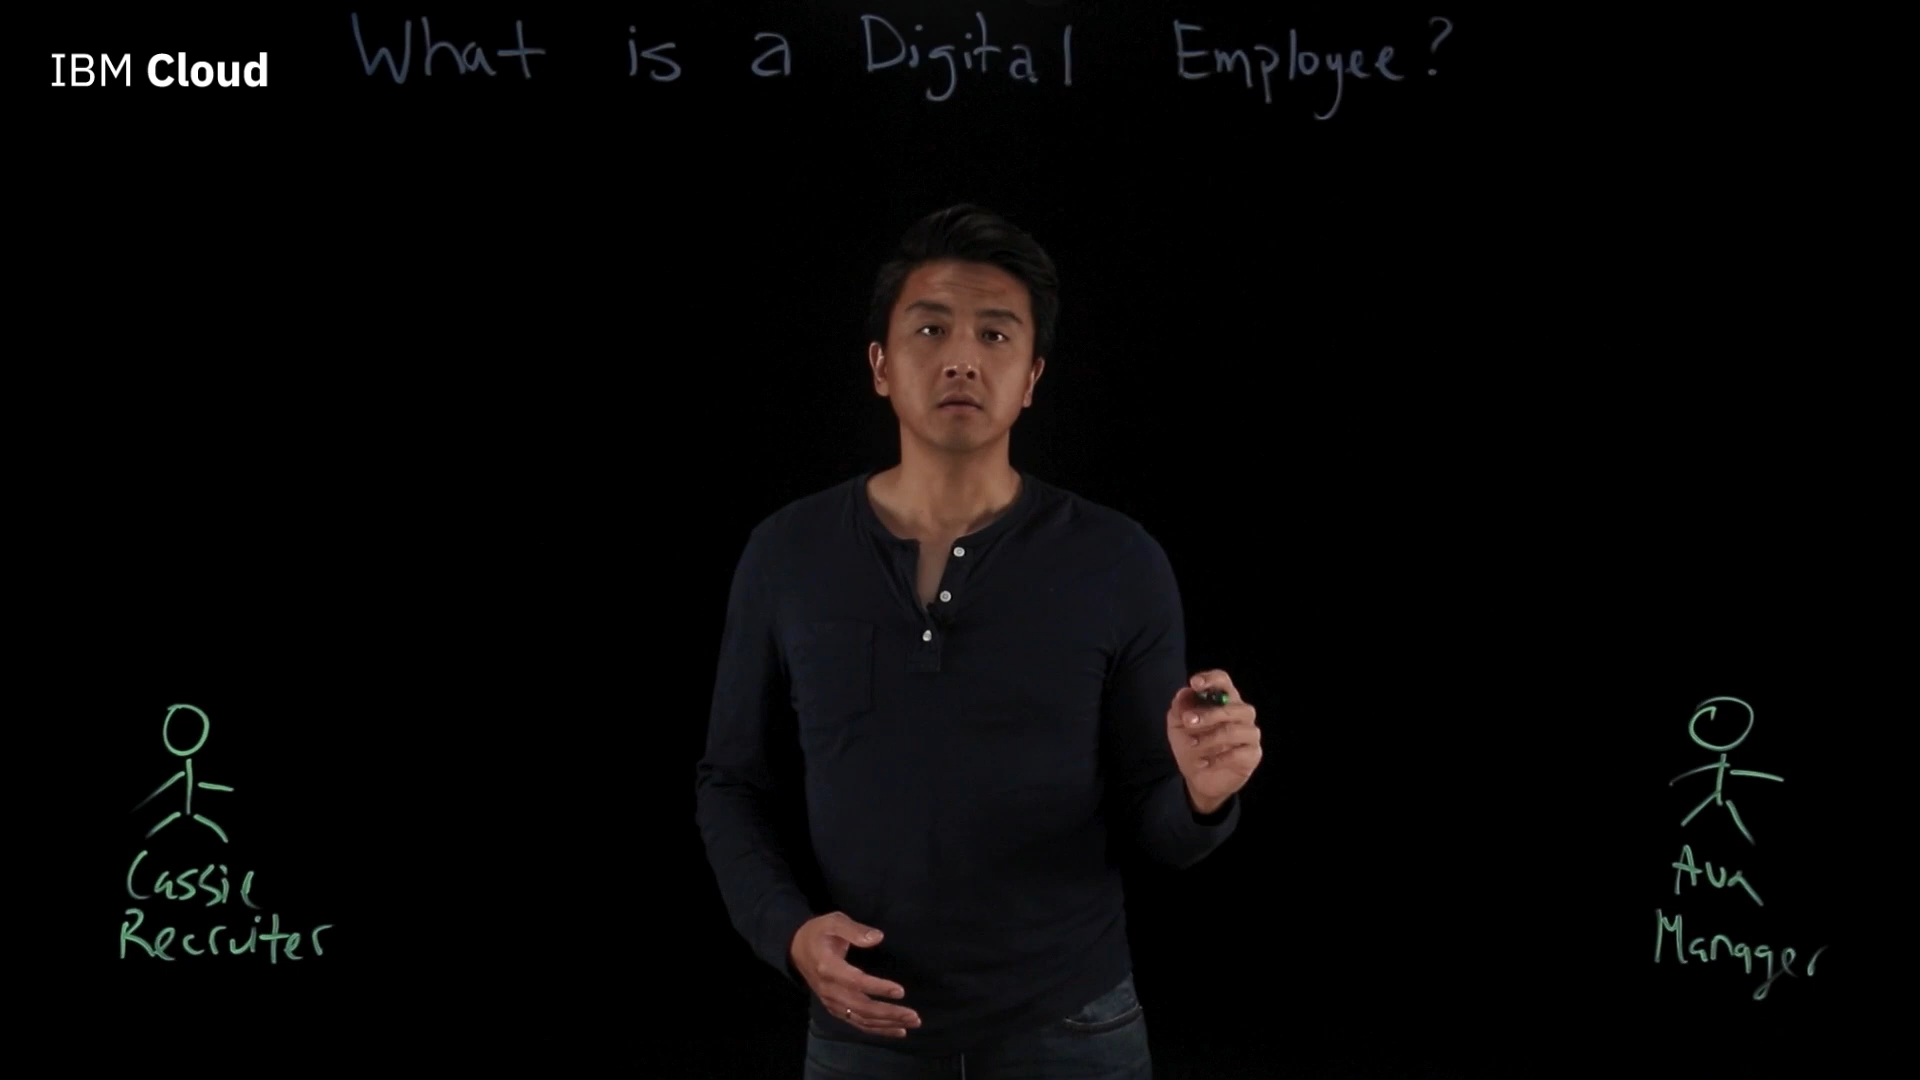 What is a Digital Employee?
IBM Cloud
Cassie
Recruiter
Ava
Manager